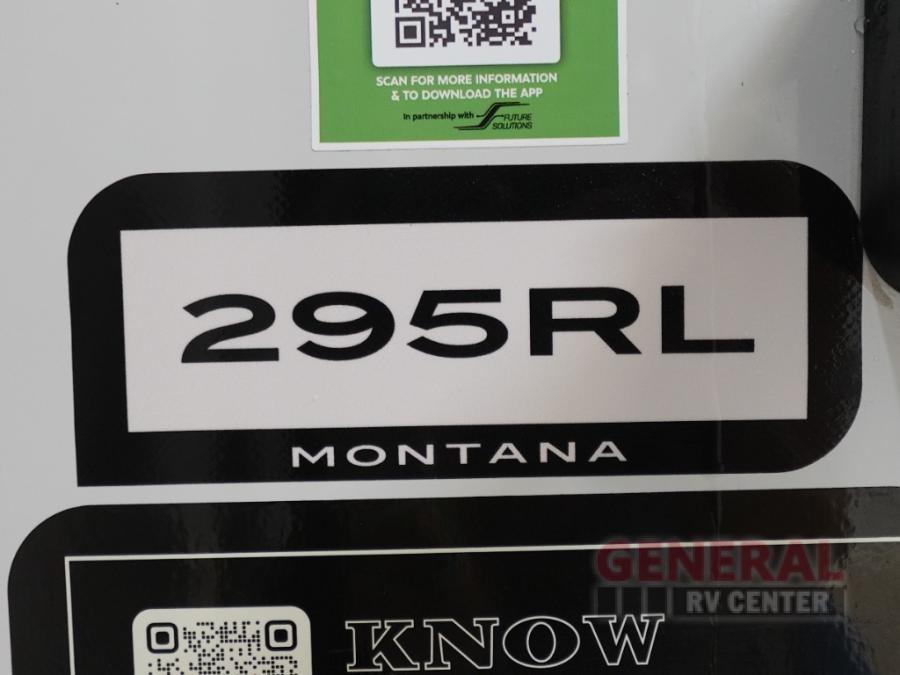 SCAN FOR MORE INFORMATION
& TO DOWNLOAD THE APP
In partnership with FUTURE
SOLUTIONS
295RL
MONTANA
GENERAL
RV CENTER
KNOW